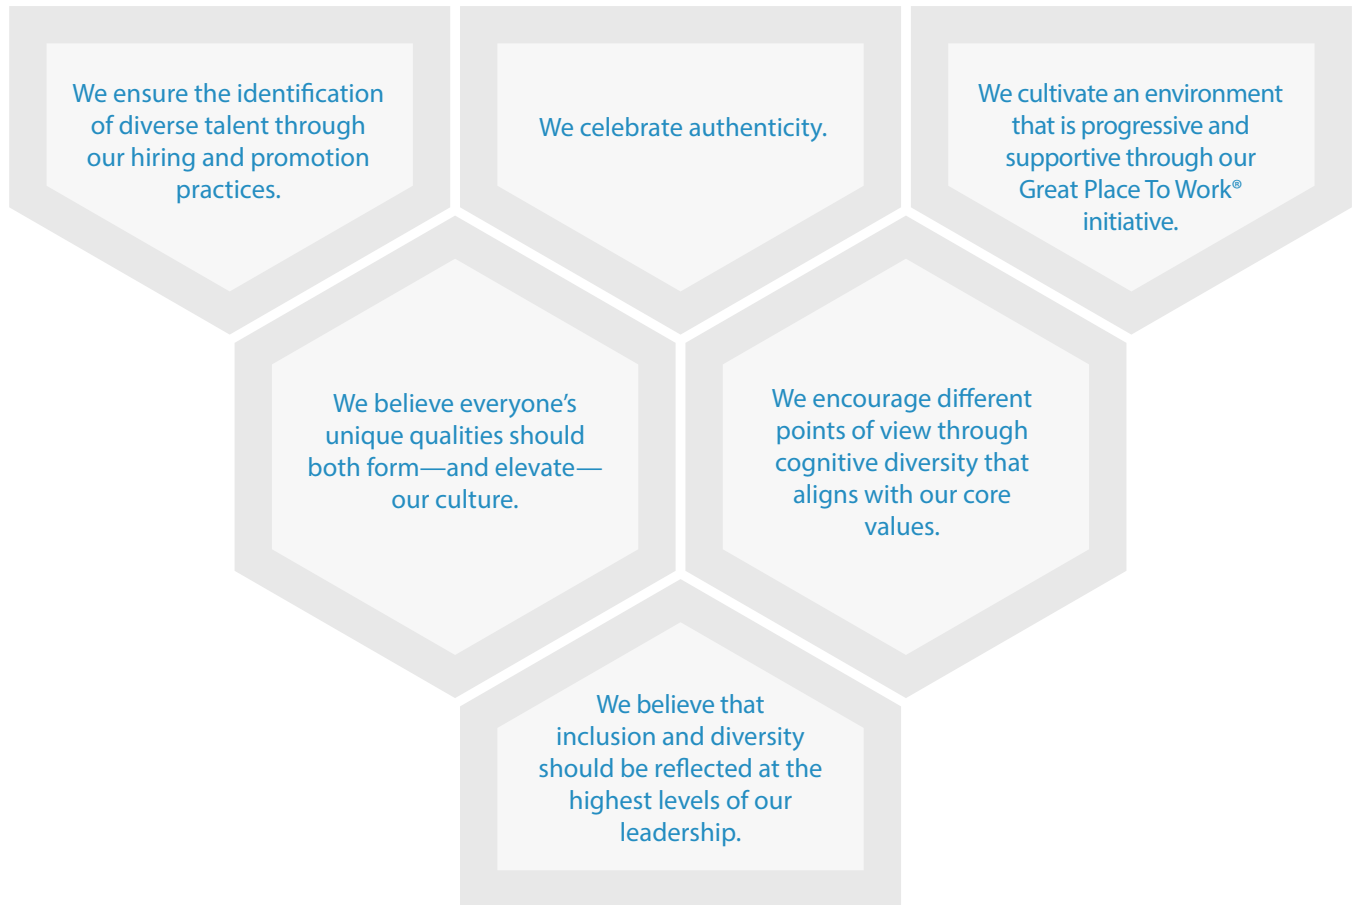 We ensure the identification
of diverse talent through
our hiring and promotion
practices.
We celebrate authenticity.
We cultivate an environment
that is progressive and
supportive through our
Great Place To Work®
initiative.
We believe everyone’s
unique qualities should
both form—and elevate—
our culture.
We encourage different
points of view through
cognitive diversity that
aligns with our core
values.
We believe that
inclusion and diversity
should be reflected at the
highest levels of our
leadership.